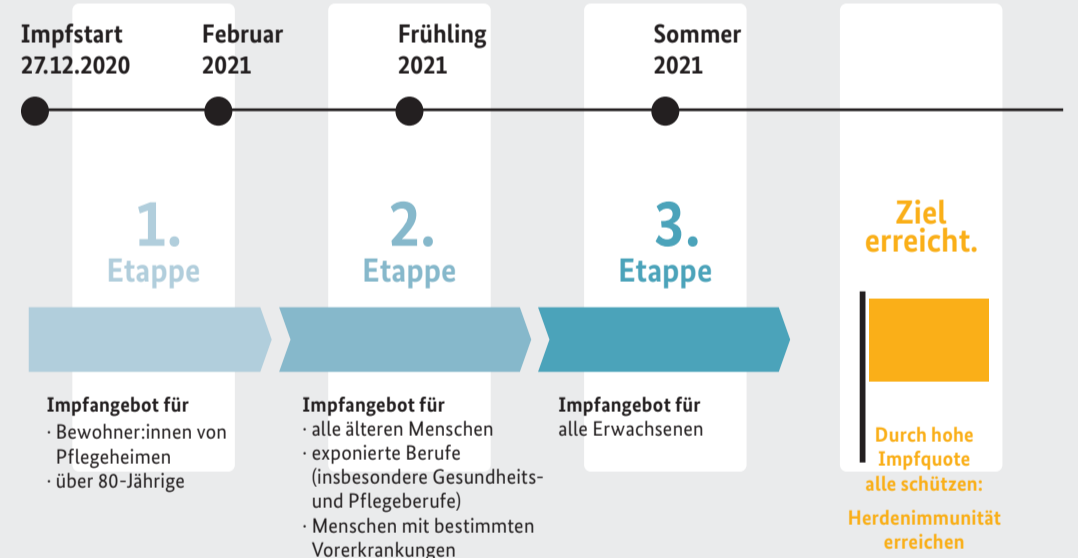 Impfstart
27.12.2020
Februar
2021
Frühling
2021
Sommer
2021
1.
Etappe
2.
Etappe
3.
Etappe
Ziel
erreicht.
Impfangebot für
· Bewohner:innen von
Pflegeheimen
· über 80-Jährige
Impfangebot für
· alle älteren Menschen
· exponierte Berufe
(insbesondere Gesundheits-
und Pflegeberufe)
· Menschen mit bestimmten
Vorerkrankungen
Impfangebot für
alle Erwachsenen
Durch hohe
Impfquote
alle schützen:
Herdenimmunität
erreichen